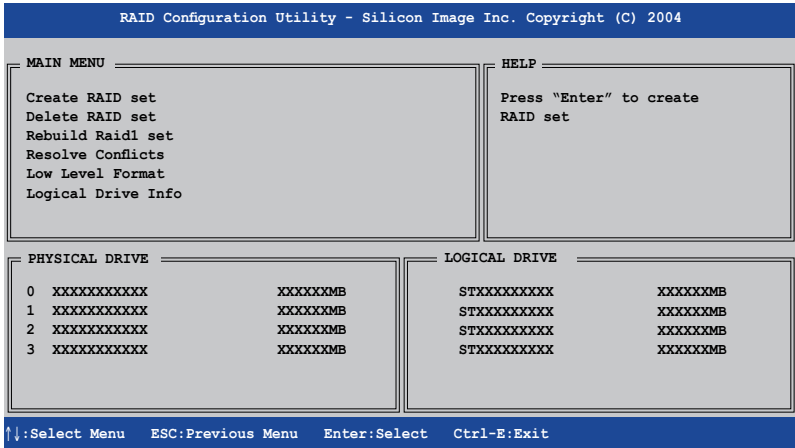 RAID Configuration Utility - Silicon Image Inc. Copyright (C) 2004
MAIN MENU
Create RAID set
Delete RAID set
Rebuild Raid1 set
Resolve Conflicts
Low Level Format
Logical Drive Info
HELP
Press “Enter” to create
RAID set
PHYSICAL DRIVE
0 XXXXXXXXXXX XXXXXXMB
1 XXXXXXXXXXX XXXXXXMB
2 XXXXXXXXXXX XXXXXXMB
3 XXXXXXXXXXX XXXXXXMB
LOGICAL DRIVE
STXXXXXXXXX XXXXXXMB
STXXXXXXXXX XXXXXXMB
STXXXXXXXXX XXXXXXMB
STXXXXXXXXX XXXXXXMB
↑↓:Select Menu ESC:Previous Menu Enter:Select Ctrl-E:Exit